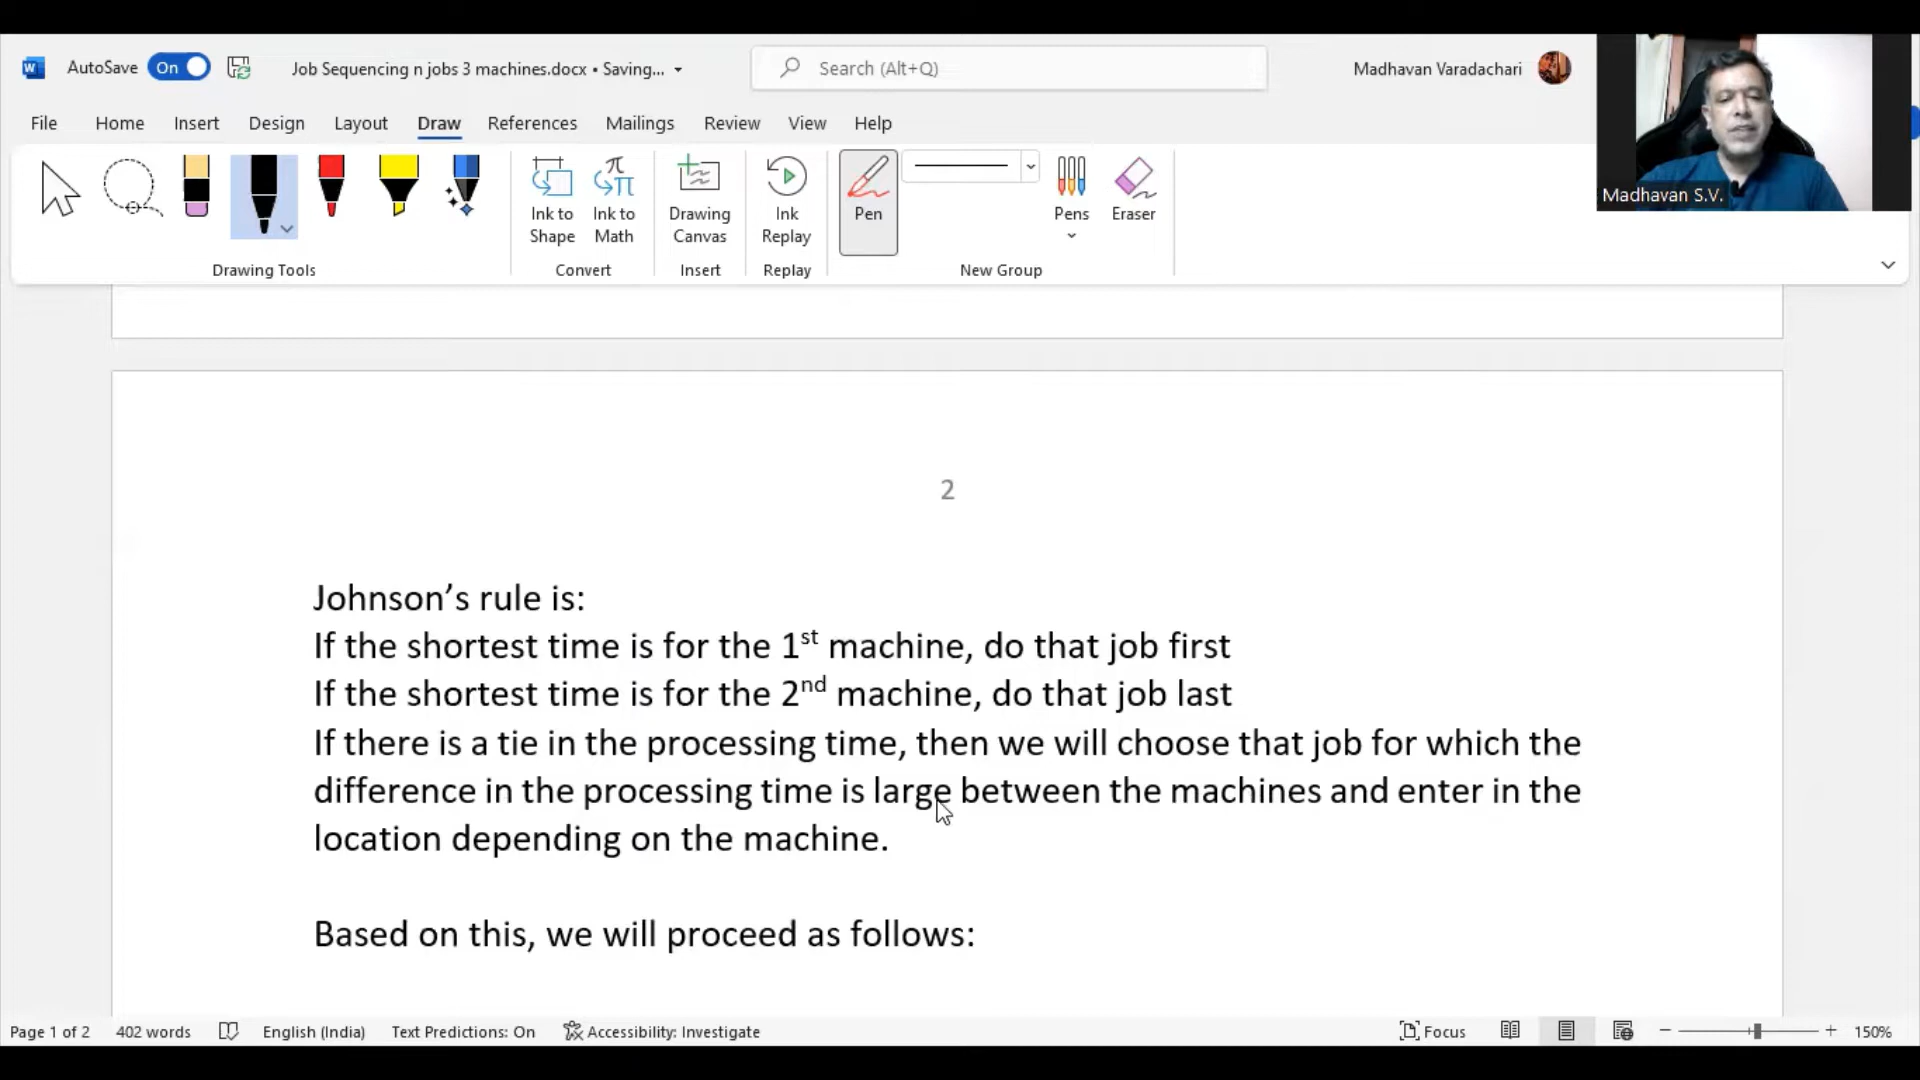 AutoSave On Job Sequencing n jobs 3 machines.docx • Saving... Search (Alt+Q) Madhavan Varadachari
File Home Insert Design Layout Draw References Mailings Review View Help
Madhavan S.V.
Ink to Shape
Ink to Math
Drawing Canvas
Ink Replay
Pen
Pens
Eraser
Drawing Tools Convert Insert Replay New Group
2
Johnson’s rule is:
If the shortest time is for the 1st machine, do that job first
If the shortest time is for the 2nd machine, do that job last
If there is a tie in the processing time, then we will choose that job for which the
difference in the processing time is large between the machines and enter in the
location depending on the machine.
Based on this, we will proceed as follows:
Page 1 of 2 402 words English (India) Text Predictions: On Accessibility: Investigate Focus 150%